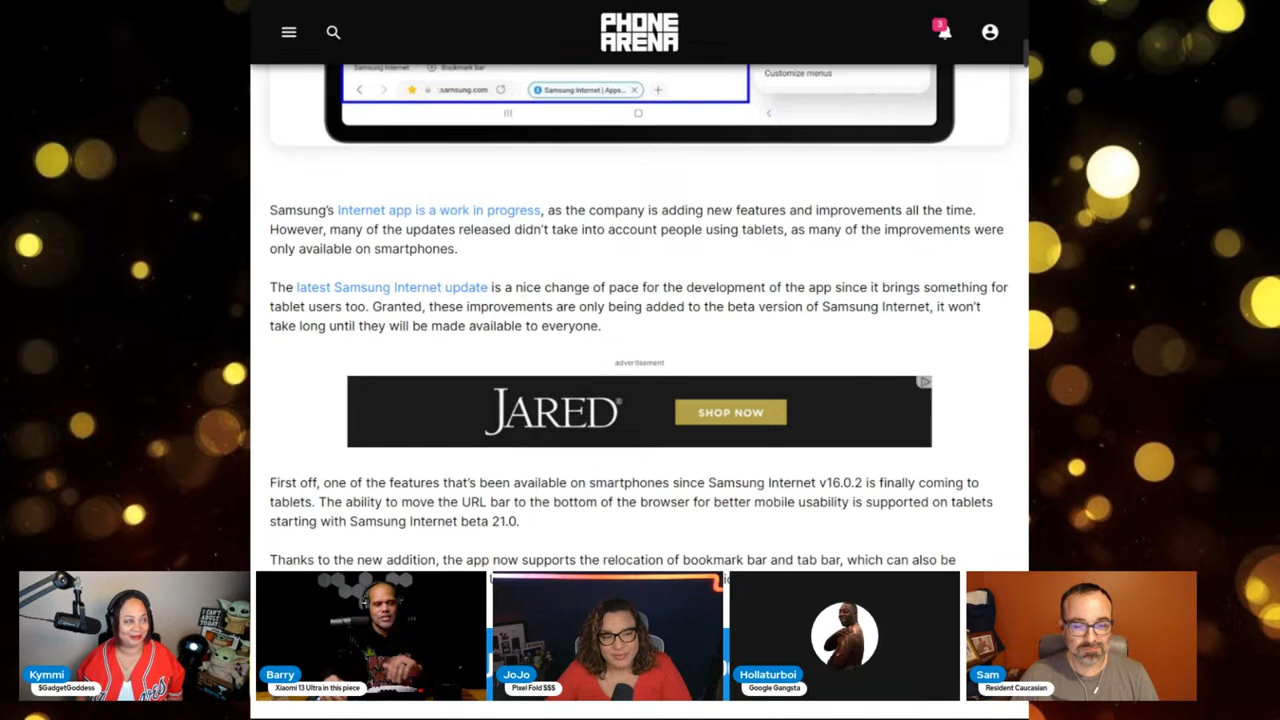 PHONE
ARENA
3
Samsung Internet
Bookmark bar
.samsung.com
Samsung Internet | Apps...
Customize menus
Samsung's Internet app is a work in progress, as the company is adding new features and improvements all the time.
However, many of the updates released didn't take into account people using tablets, as many of the improvements were
only available on smartphones.
The latest Samsung Internet update is a nice change of pace for the development of the app since it brings something for
tablet users too. Granted, these improvements are only being added to the beta version of Samsung Internet, it won't
take long until they will be made available to everyone.
advertisement
JARED®
SHOP NOW
First off, one of the features that's been available on smartphones since Samsung Internet v16.0.2 is finally coming to
tablets. The ability to move the URL bar to the bottom of the browser for better mobile usability is supported on tablets
starting with Samsung Internet beta 21.0.
Thanks to the new addition, the app now supports the relocation of bookmark bar and tab bar, which can also be
I CAN'T
ADULT
TODAY
Kymmi
$GadgetGoddess
Barry
Xiaomi 13 Ultra in this piece
JoJo
Pixel Fold $$$
Hollaturboi
Google Gangsta
Sam
Resident Caucasian